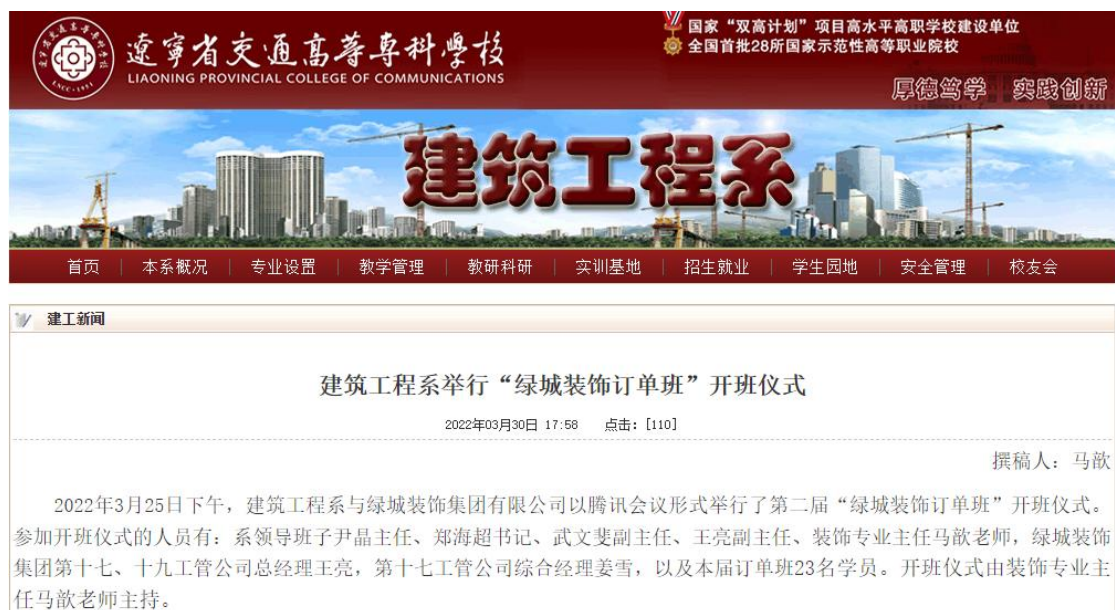 国家“双高计划”项目高水平高职学校建设单位
全国首批28所国家示范性高等职业院校
辽宁省交通高等专科学校
LIAONING PROVINCIAL COLLEGE OF COMMUNICATIONS
LNCC·1951
厚德笃学 实践创新
建筑工程系
首页 | 本系概况 | 专业设置 | 教学管理 | 教研科研 | 实训基地 | 招生就业 | 学生园地 | 安全管理 | 校友会
建工新闻
建筑工程系举行“绿城装饰订单班”开班仪式
2022年03月30日 17:58 点击：[110]
撰稿人：马歆
2022年3月25日下午，建筑工程系与绿城装饰集团有限公司以腾讯会议形式举行了第二届“绿城装饰订单班”开班仪式。
参加开班仪式的人员有：系领导班子尹晶主任、郑海超书记、武文斐副主任、王亮副主任、装饰专业主任马歆老师，绿城装饰
集团第十七、十九工管公司总经理王亮，第十七工管公司综合经理姜雪，以及本届订单班23名学员。开班仪式由装饰专业主
任马歆老师主持。